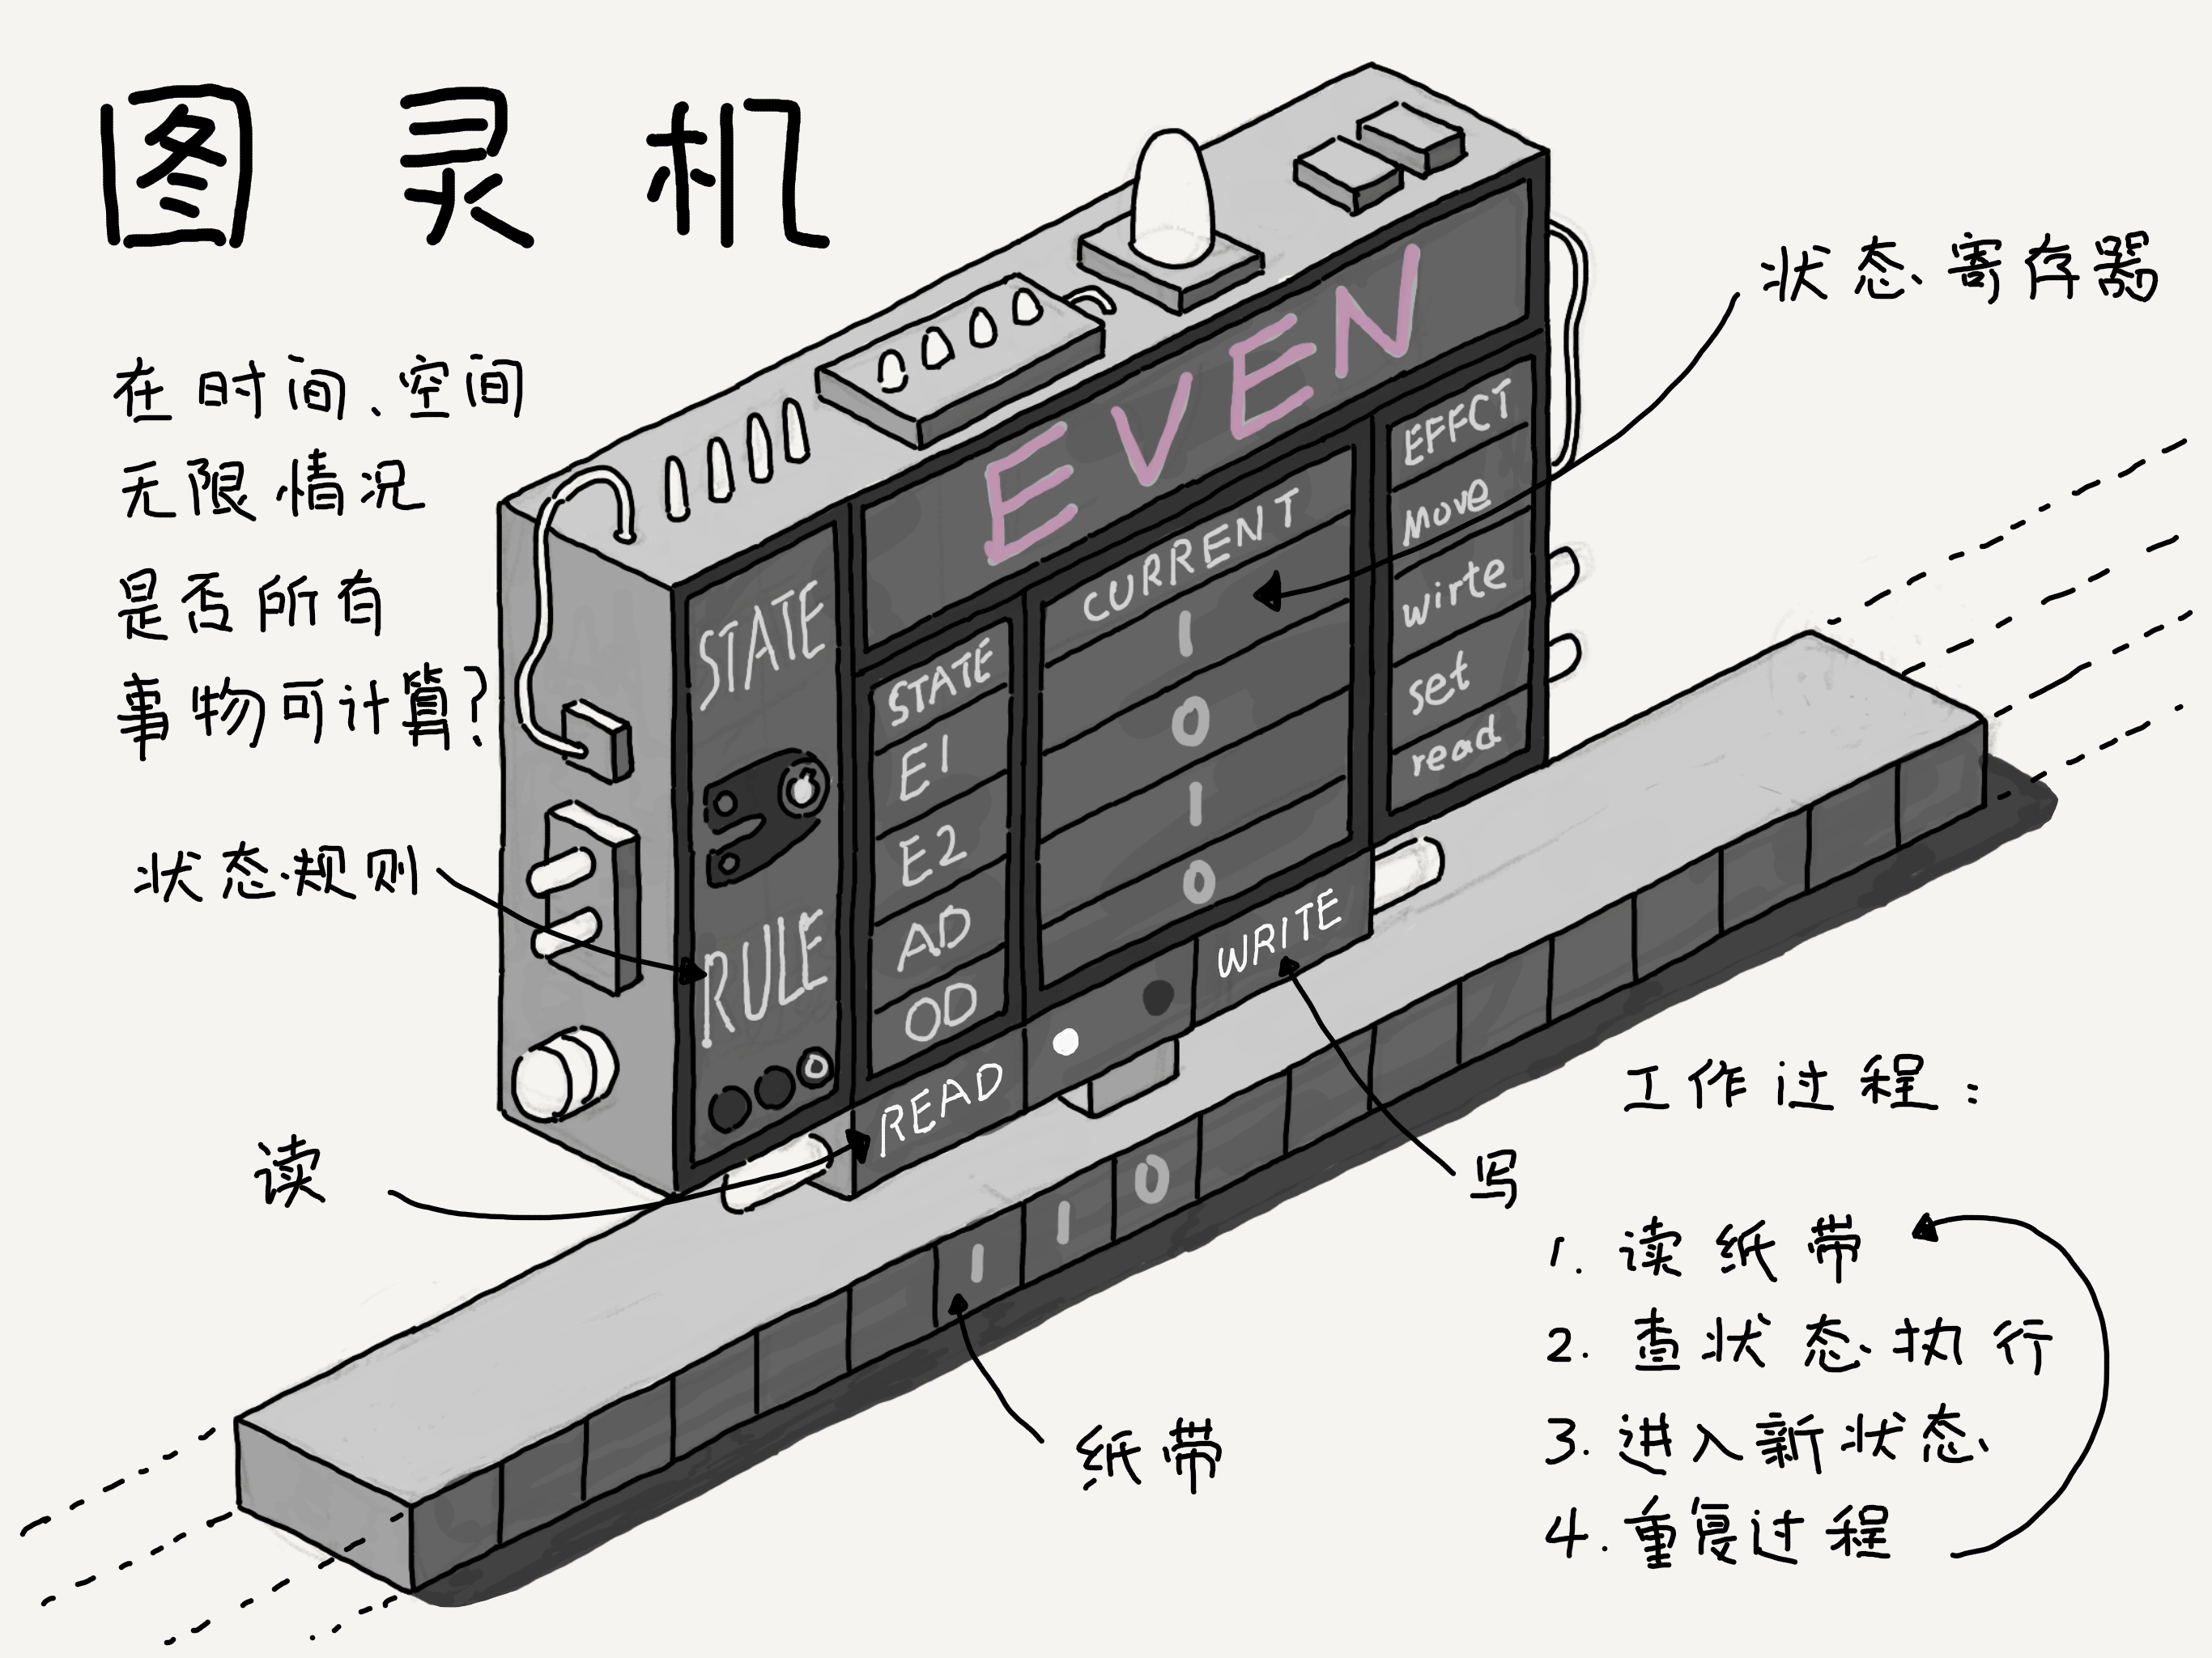 图灵机
在时间、空间
无限情况
是否所有
事物可计算?
状态寄存器
状态规则
读
写
纸带
EVEN
STATE
RULE
STATE
E1
E2
AD
OD
CURRENT
1
0
1
0
EFFCT
Move
wirte
set
read
READ
WRITE
1 1 0
工作过程:
1. 读纸带
2. 查状态执行
3. 进入新状态
4. 重复过程